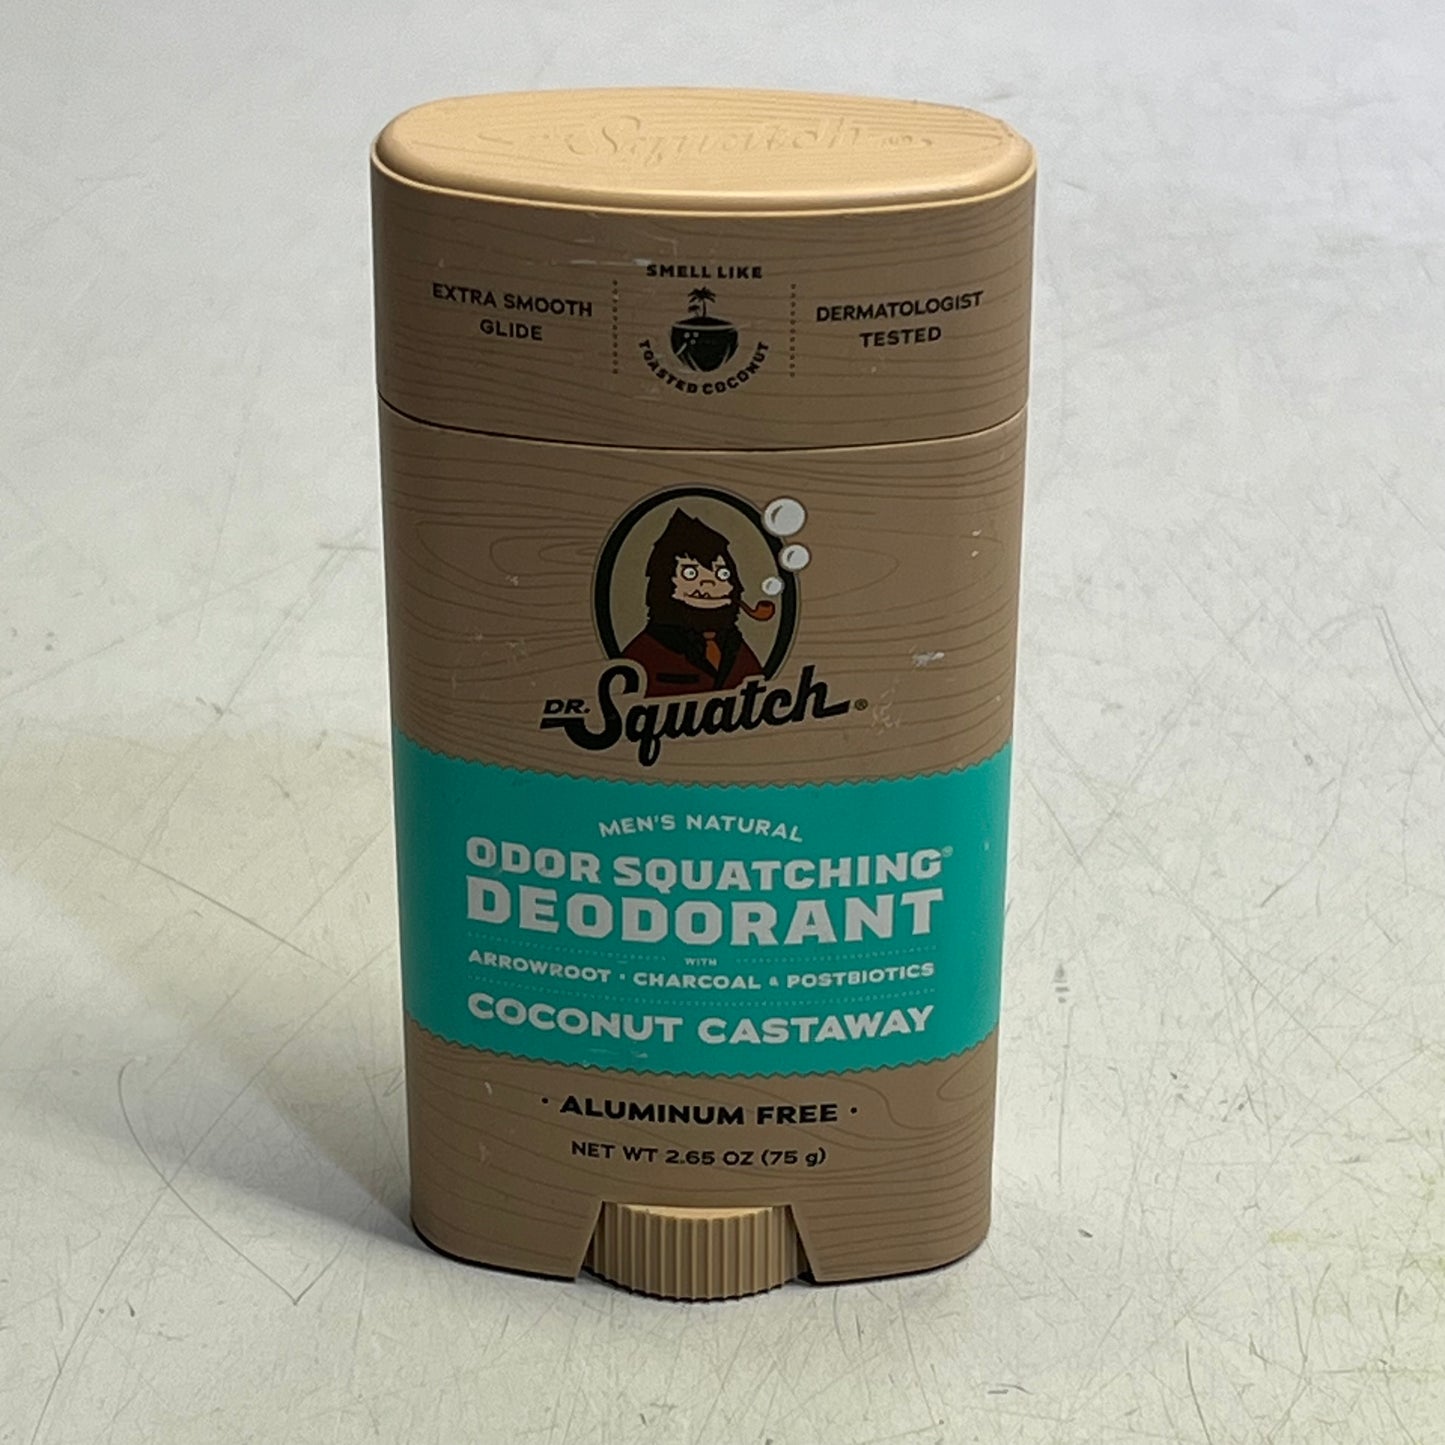 Squatch
EXTRA SMOOTH
GLIDE
SMELL LIKE
TOASTED COCONUT
DERMATOLOGIST
TESTED
DR. Squatch®
MEN'S NATURAL
ODOR SQUATCHING®
DEODORANT
WITH
ARROWROOT • CHARCOAL & POSTBIOTICS
COCONUT CASTAWAY
• ALUMINUM FREE •
NET WT 2.65 OZ (75 g)